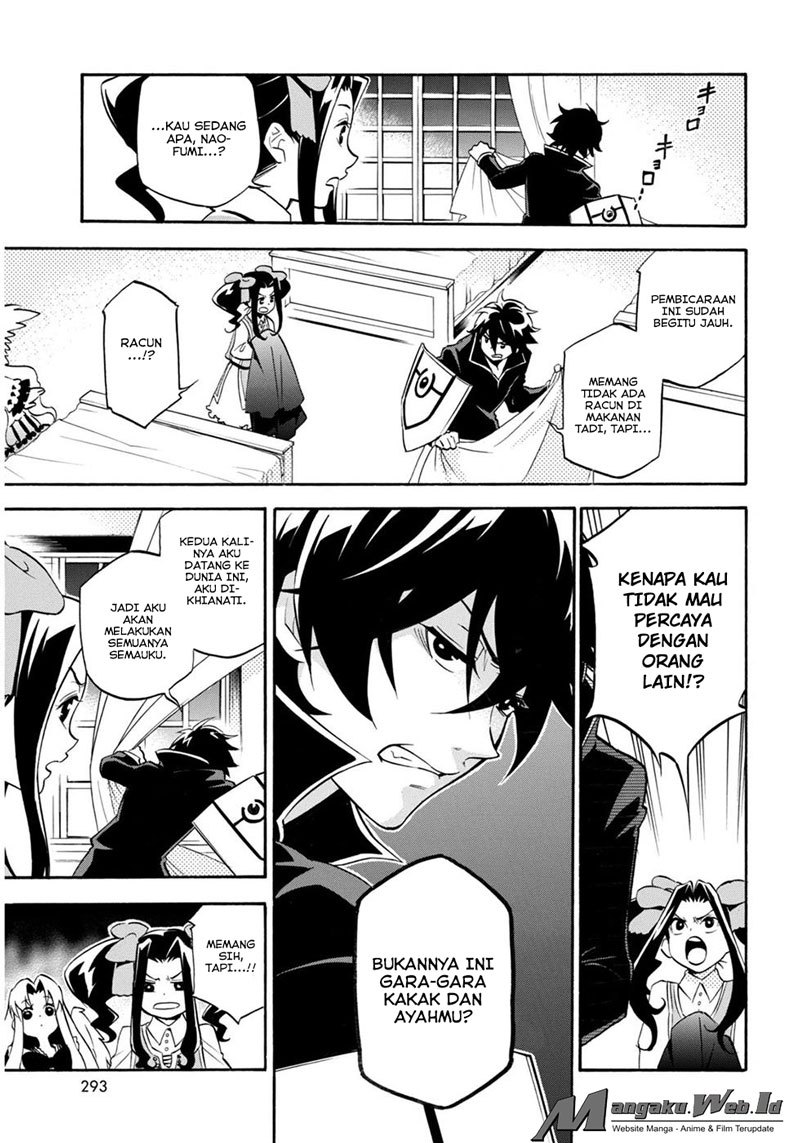 キョロ
キョロ
...KAU SEDANG
APA, NAO-
FUMI...?
PEMBICARAAN
INI SUDAH
BEGITU JAUH.
MEMANG
TIDAK ADA
RACUN DI
MAKANAN
TADI, TAPI...
RACUN
...!?
KENAPA KAU
TIDAK MAU
PERCAYA
DENGAN
ORANG
LAIN!?
BUKANNYA INI
GARA-GARA
KAKAK DAN
AYAHMU?
KEDUA KALI-
NYA AKU
DATANG KE
DUNIA INI,
AKU DI-
KHIANATI.
JADI AKU
AKAN
MELAKUKAN
SEMUANYA
SEMAUKU.
MEMANG
SIH,
TAPI...!!
293
Mangaku.Web.Id
Website Manga - Anime & Film Terupdate